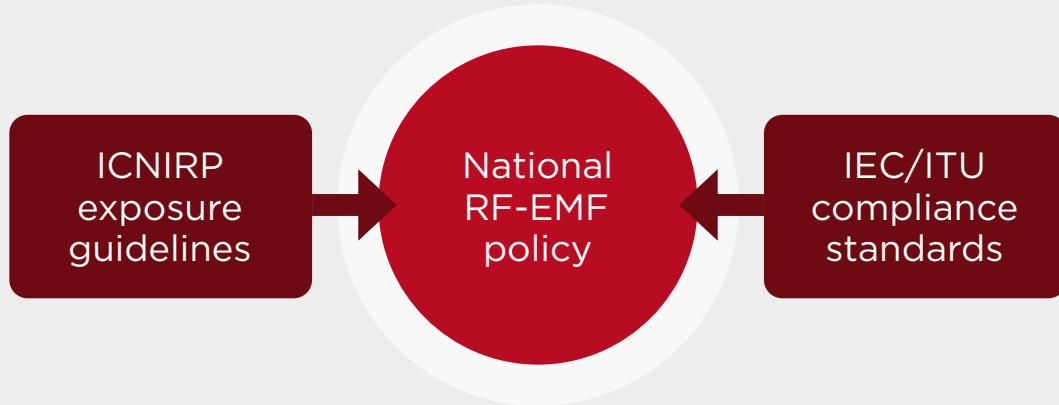 ICNIRP
exposure
guidelines
National
RF-EMF
policy
IEC/ITU
compliance
standards